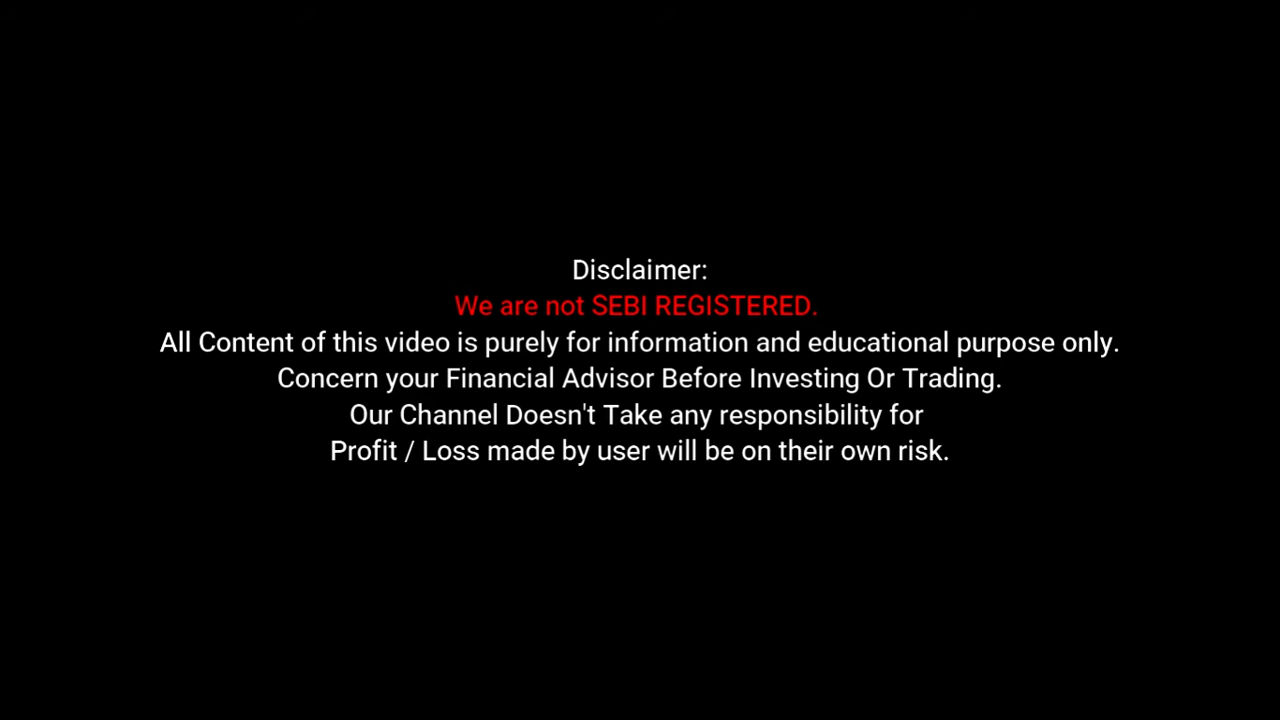 Disclaimer:
We are not SEBI REGISTERED.
All Content of this video is purely for information and educational purpose only.
Concern your Financial Advisor Before Investing Or Trading.
Our Channel Doesn't Take any responsibility for
Profit / Loss made by user will be on their own risk.